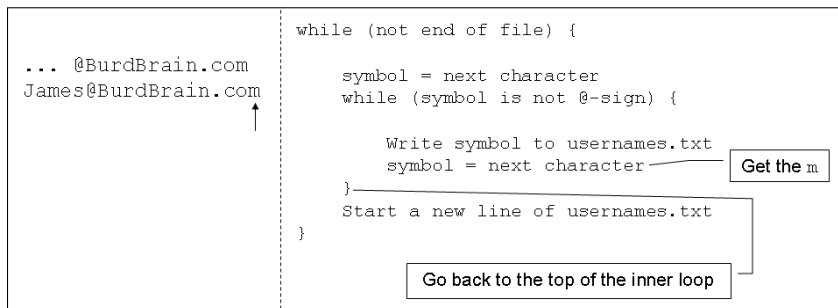 ... @BurdBrain.com
James@BurdBrain.com
while (not end of file) {
symbol = next character
while (symbol is not @-sign) {
Write symbol to usernames.txt
symbol = next character
Get the m
}
Start a new line of usernames.txt
}
Go back to the top of the inner loop